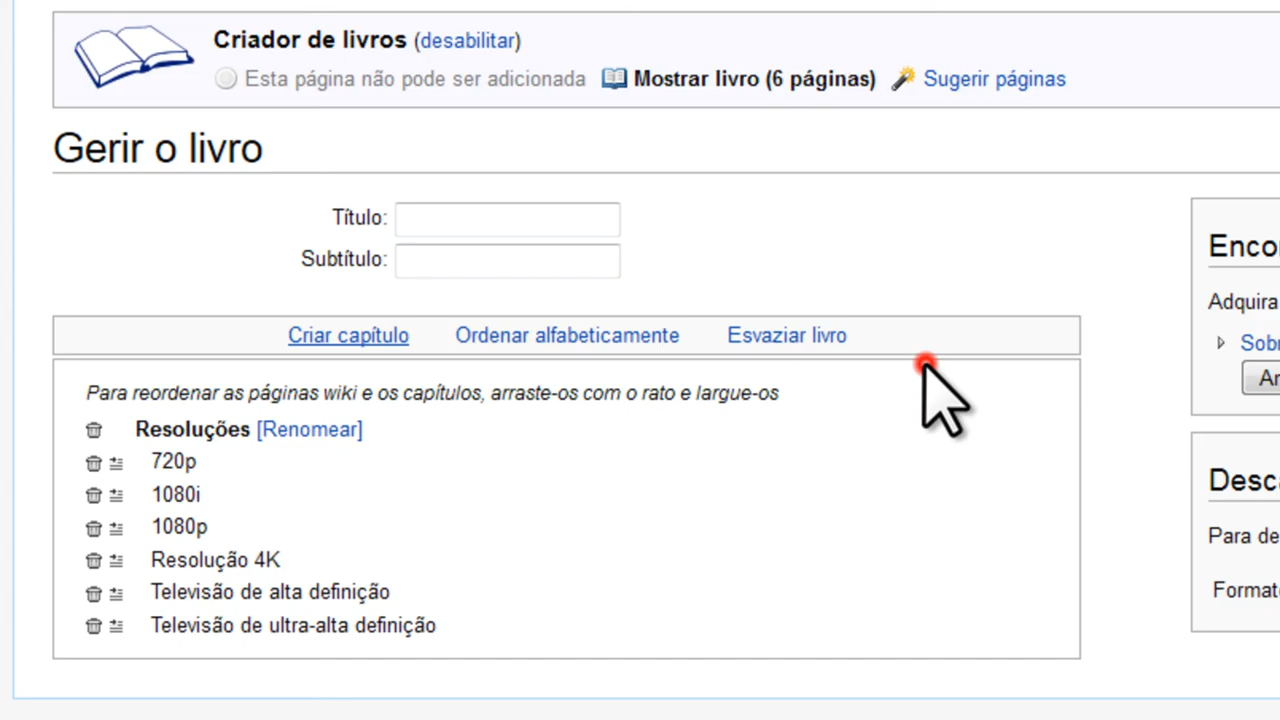 Criador de livros (desabilitar)
Esta página não pode ser adicionada Mostrar livro (6 páginas) Sugerir páginas
Gerir o livro
Título:
Subtítulo:
Criar capítulo Ordenar alfabeticamente Esvaziar livro
Para reordenar as páginas wiki e os capítulos, arraste-os com o rato e largue-os
Resoluções [Renomear]
720p
1080i
1080p
Resolução 4K
Televisão de alta definição
Televisão de ultra-alta definição
Adquira
Para de